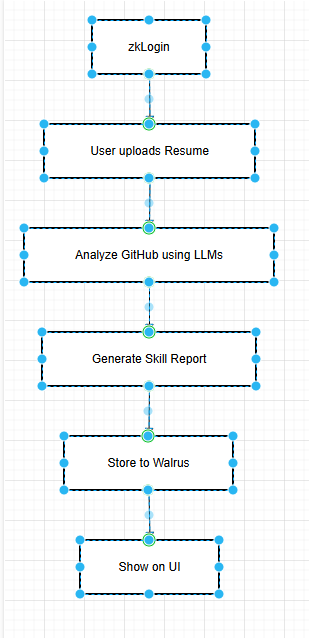 zkLogin
User uploads Resume
Analyze GitHub using LLMs
Generate Skill Report
Store to Walrus
Show on UI